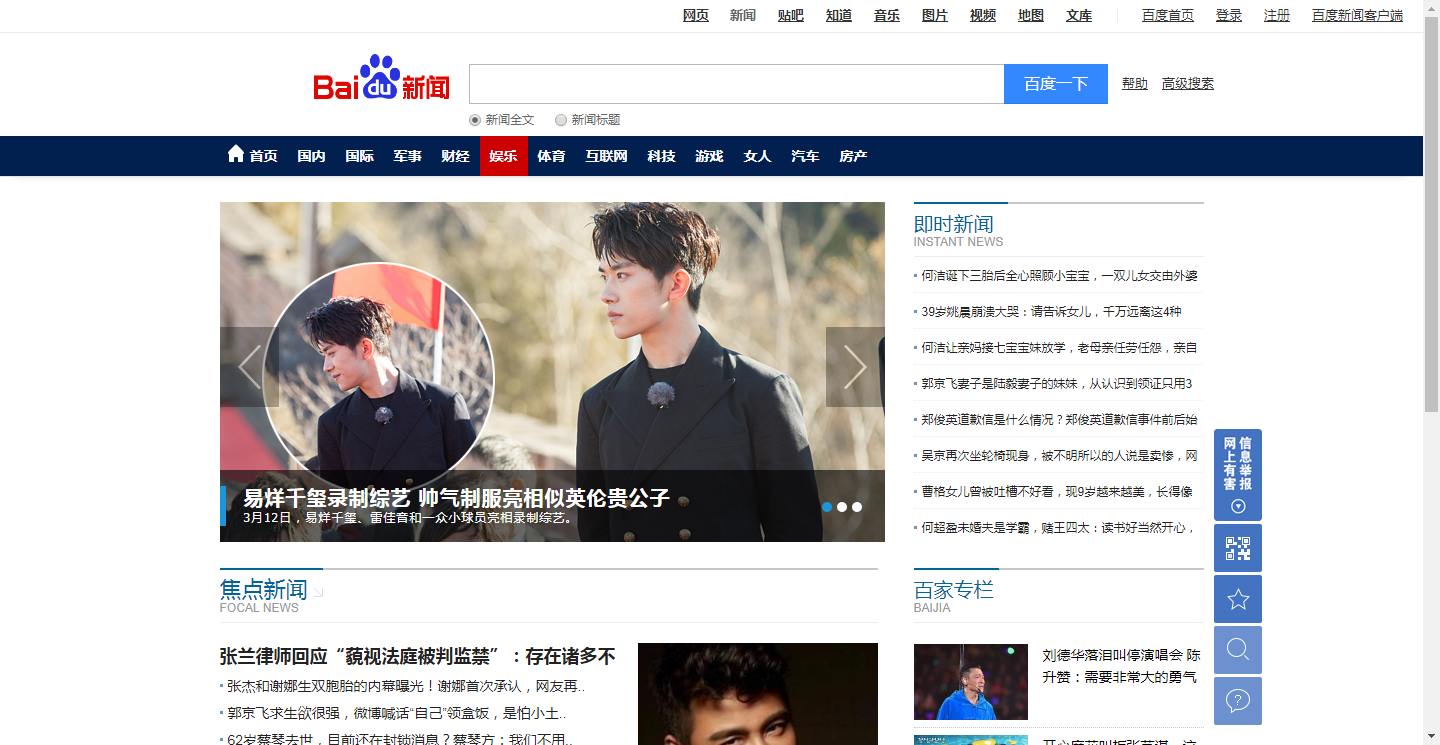 网页 新闻 贴吧 知道 音乐 图片 视频 地图 文库 百度首页 登录 注册 百度新闻客户端
Bai du 新闻
百度一下 帮助 高级搜索
新闻全文 新闻标题
首页 国内 国际 军事 财经 娱乐 体育 互联网 科技 游戏 女人 汽车 房产
易烊千玺录制综艺 帅气制服亮相似英伦贵公子
3月12日，易烊千玺、雷佳音和一众小球员亮相录制综艺。
即时新闻
INSTANT NEWS
何洁诞下三胎后全心照顾小宝宝，一双儿女交由外婆
39岁姚晨崩溃大哭：请告诉女儿，千万远离这4种
何洁让亲妈接七宝宝妹放学，老母亲任劳任怨，亲自
郭京飞妻子是陆毅妻子的妹妹，从认识到领证只用3
郑俊英道歉信是什么情况？郑俊英道歉信事件前后始
吴京再次坐轮椅现身，被不明所以的人说是卖惨，网
曹格女儿曾被吐槽不好看，现9岁越来越美，长得像
何超盈未婚夫是学霸，赌王四太：读书好当然开心，
网上有害
信息举报
焦点新闻
FOCAL NEWS
张兰律师回应“藐视法庭被判监禁”：存在诸多不
张杰和谢娜生双胞胎的内幕曝光！谢娜首次承认，网友再..
郭京飞求生欲很强，微博喊话“自己”领盒饭，是怕小土..
62岁蔡琴去世，目前还在封锁消息？蔡琴方：我们不用..
百家专栏
BAIJIA
刘德华落泪叫停演唱会 陈
升赞：需要非常大的勇气